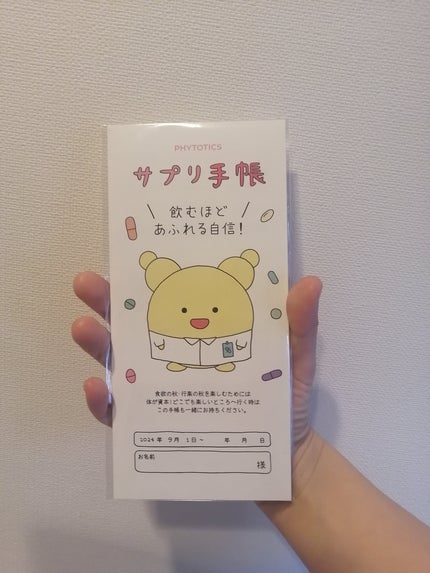 PHYTOTICS
サプリ手帳
飲むほど
あふれる自信!
食欲の秋・行楽の秋を楽しむためには
体が資本!どこでも楽しいところへ行く時は
この手帳も一緒にお持ちください。
2024年 9月 1日〜 年 月 日
お名前
様